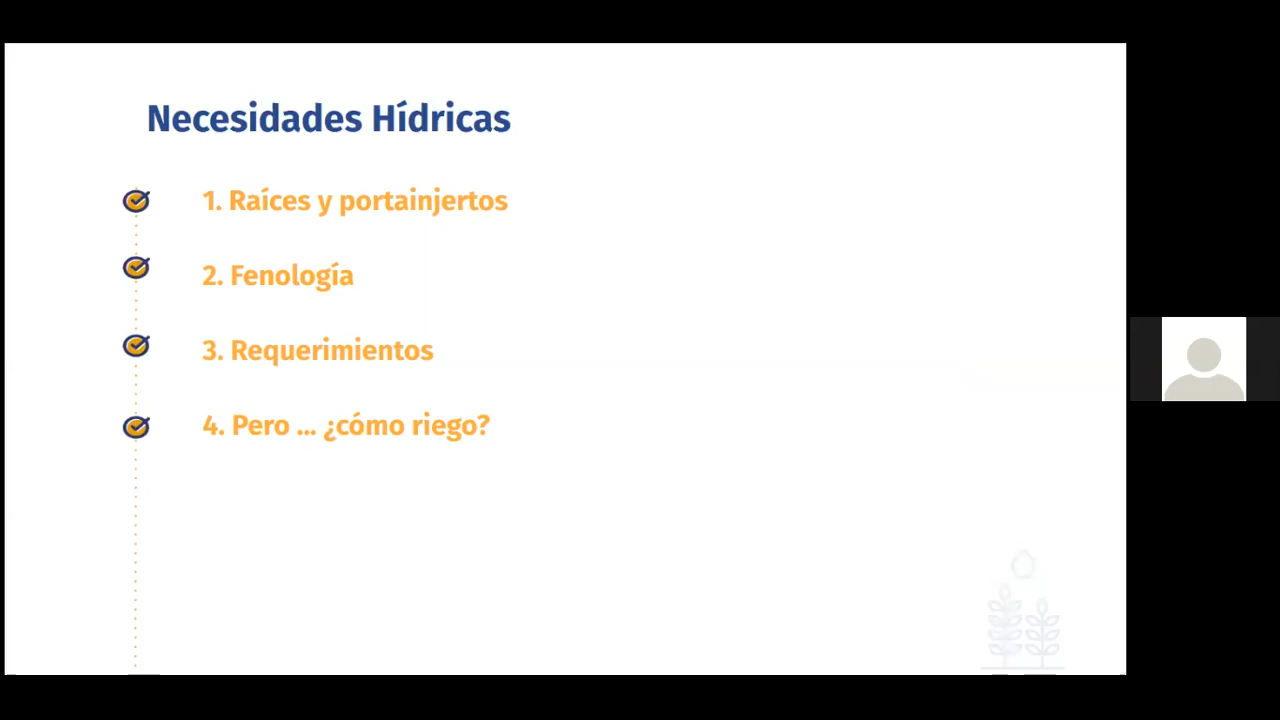 Necesidades Hídricas
1. Raíces y portainjertos
2. Fenología
3. Requerimientos
4. Pero ... ¿cómo riego?